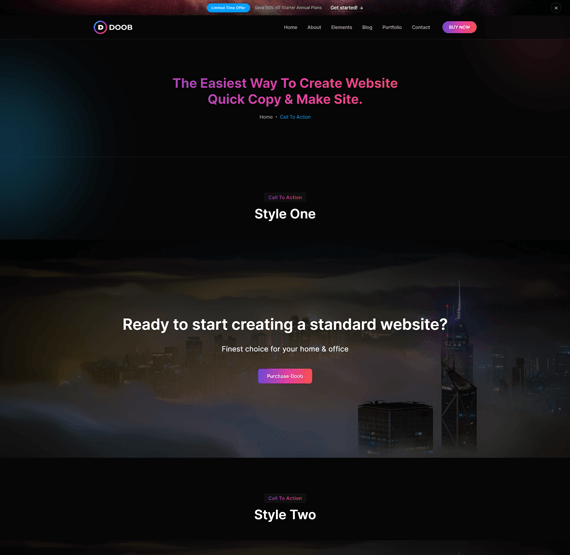 Limited Time Offer Save 50% off Starter Annual Plans Get started! →
DOOB Home About Elements Blog Portfolio Contact BUY NOW
The Easiest Way To Create Website
Quick Copy & Make Site.
Home • Call To Action
Call To Action
Style One
Ready to start creating a standard website?
Finest choice for your home & office
Purchase Doob
Call To Action
Style Two